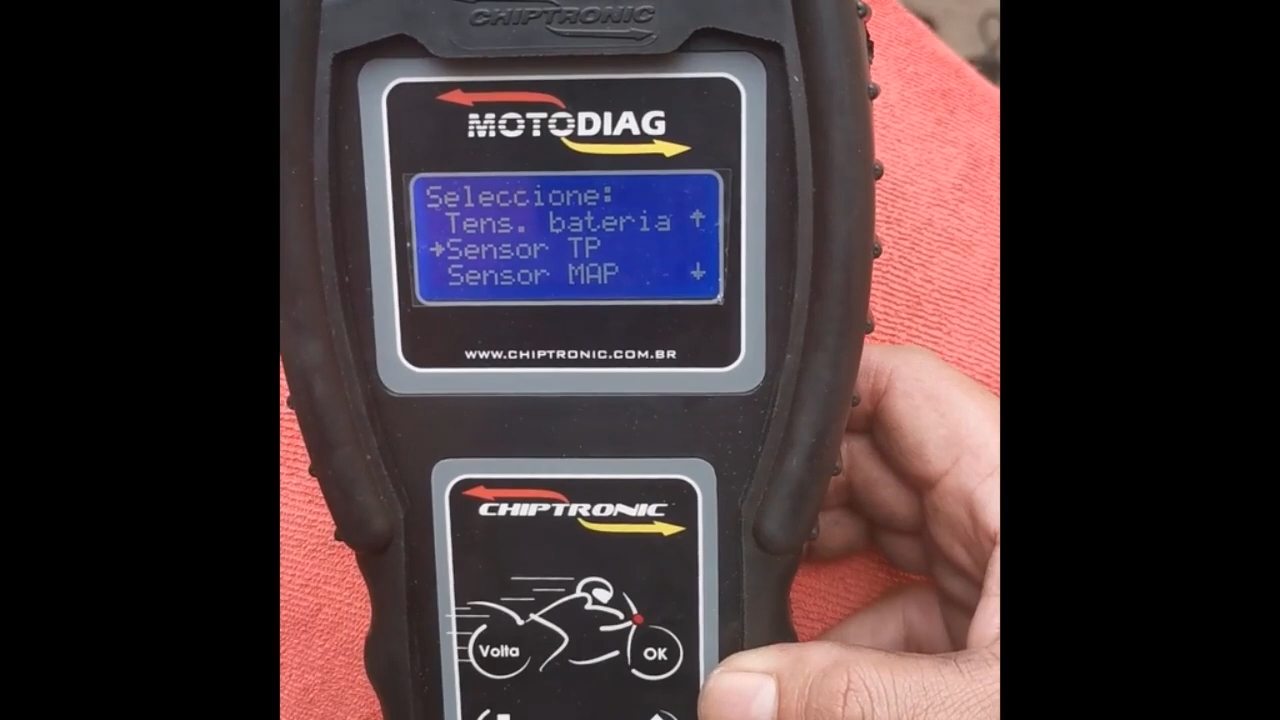 CHIPTRONIC
MOTODIAG
Seleccione:
Tens. bateria ↑
→Sensor TP
Sensor MAP ↓
WWW.CHIPTRONIC.COM.BR
CHIPTRONIC
Volta
OK